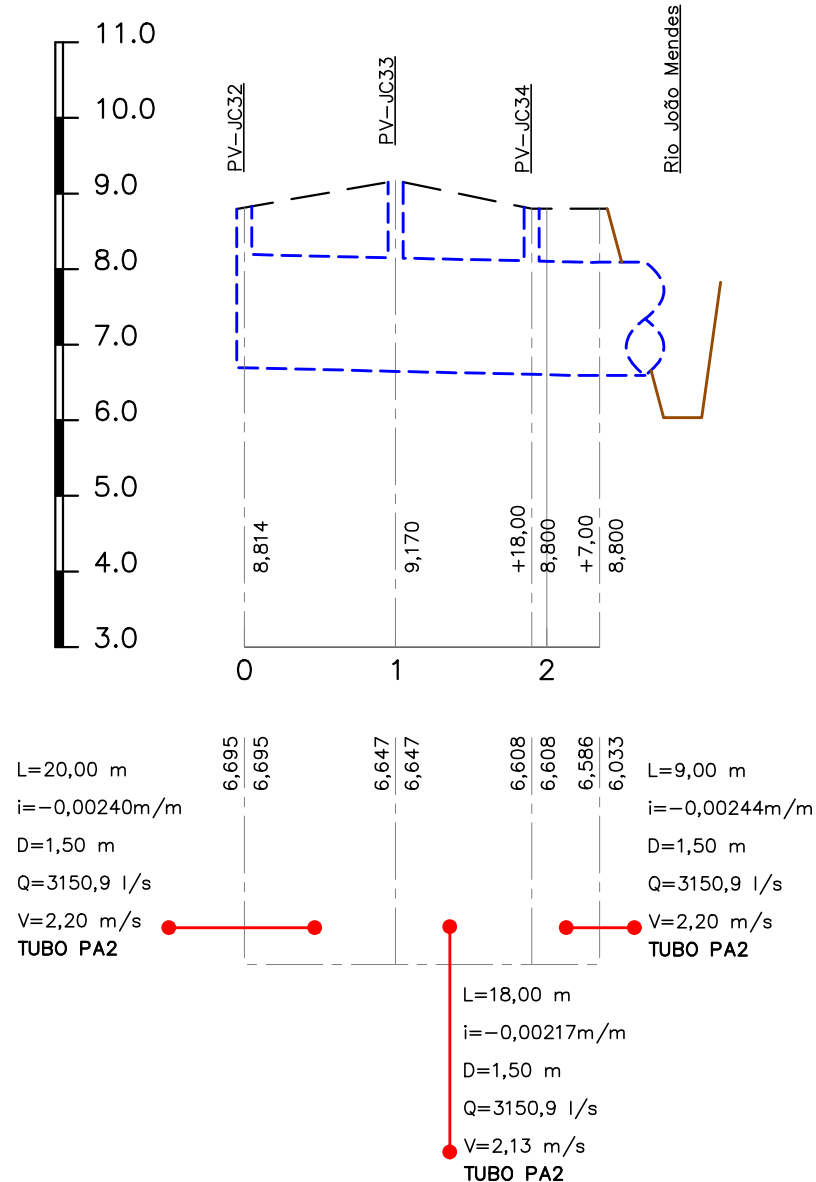 PV-JC32
PV-JC33
PV-JC34
Rio João Mendes
11.0
10.0
9.0
8.0
7.0
6.0
5.0
4.0
3.0
8,814
9,170
+18,00
8,800
+7,00
8,800
0
1
2
6,695
6,695
6,647
6,647
6,608
6,608
6,586
6,033
L=20,00 m
i=-0,00240m/m
D=1,50 m
Q=3150,9 l/s
V=2,20 m/s
TUBO PA2
L=9,00 m
i=-0,00244m/m
D=1,50 m
Q=3150,9 l/s
V=2,20 m/s
TUBO PA2
L=18,00 m
i=-0,00217m/m
D=1,50 m
Q=3150,9 l/s
V=2,13 m/s
TUBO PA2